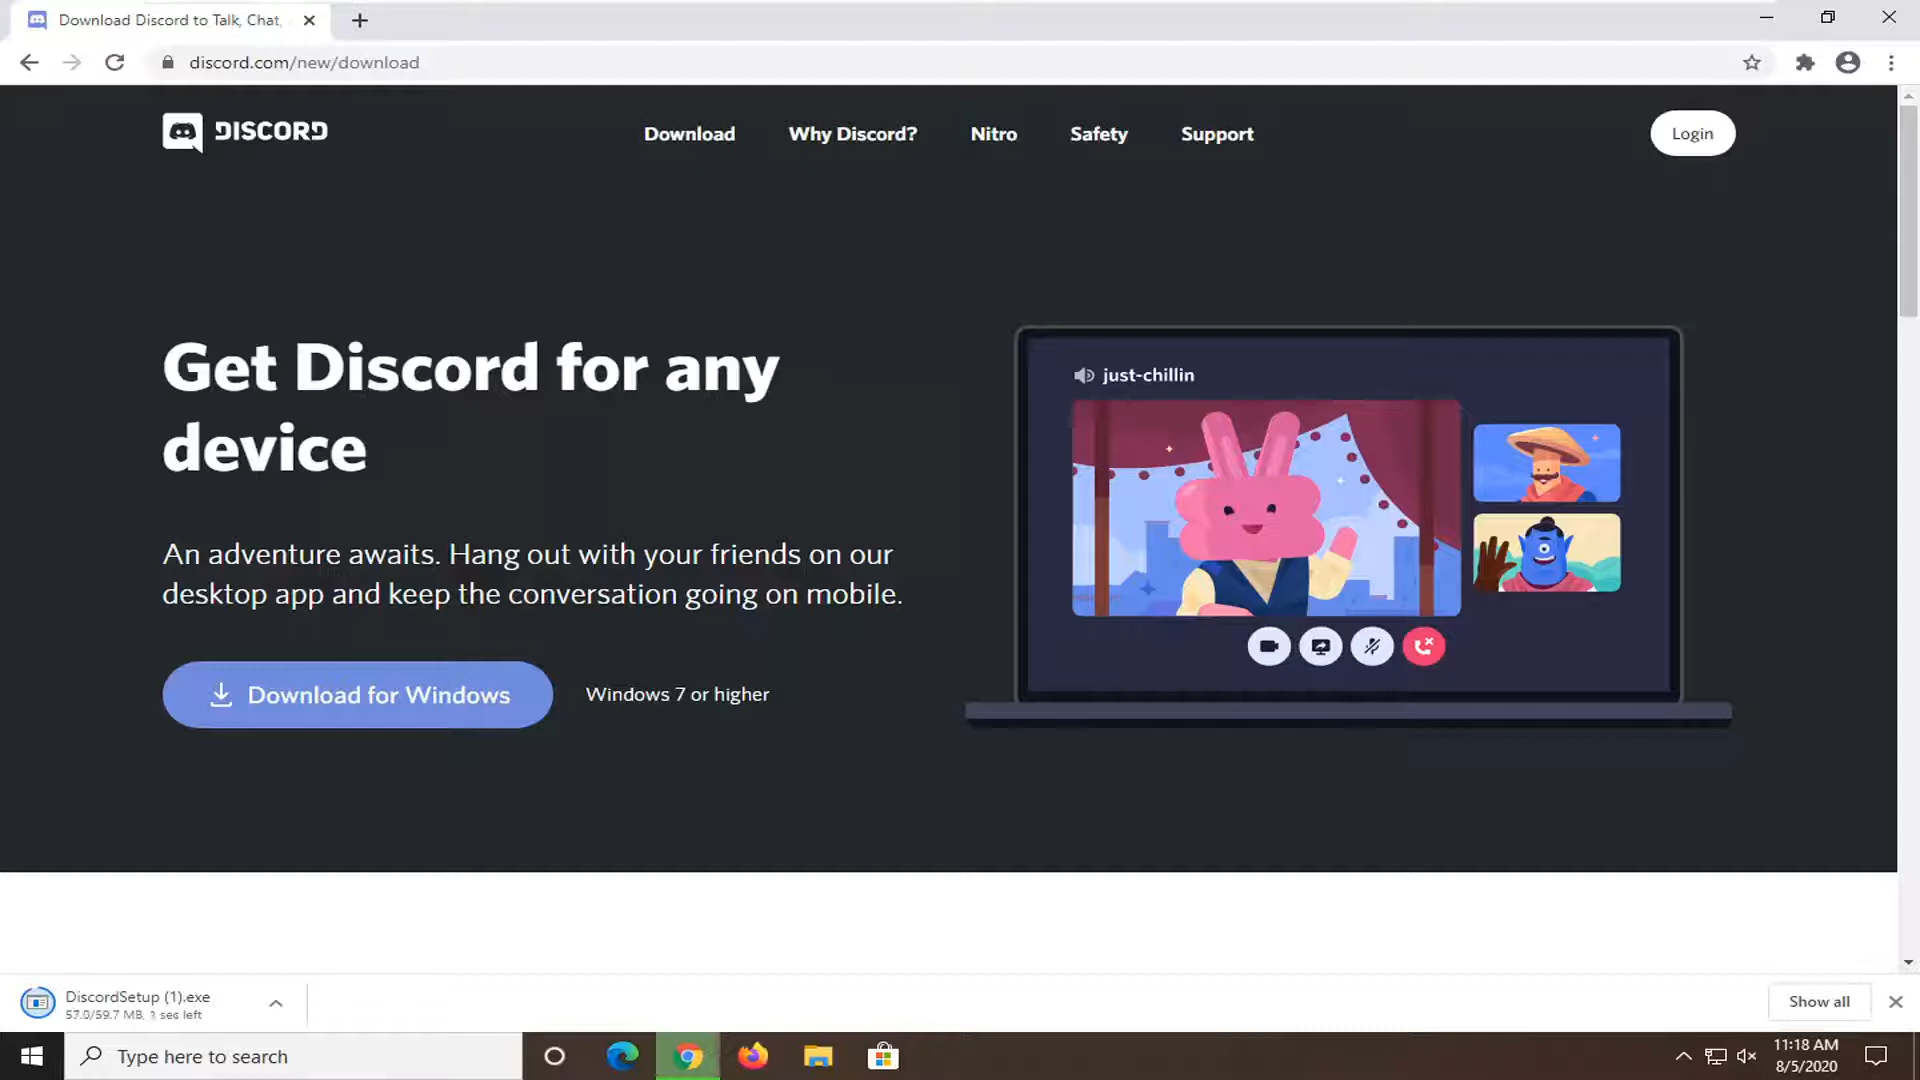 Download Discord to Talk, Chat,
discord.com/new/download
DISCORD
Download
Why Discord?
Nitro
Safety
Support
Login
Get Discord for any
device
just-chillin
An adventure awaits. Hang out with your friends on our
desktop app and keep the conversation going on mobile.
Download for Windows
Windows 7 or higher
DiscordSetup (1).exe
57.0/59.7 MB, sec left
Show all
Type here to search
11:18 AM
8/5/2020